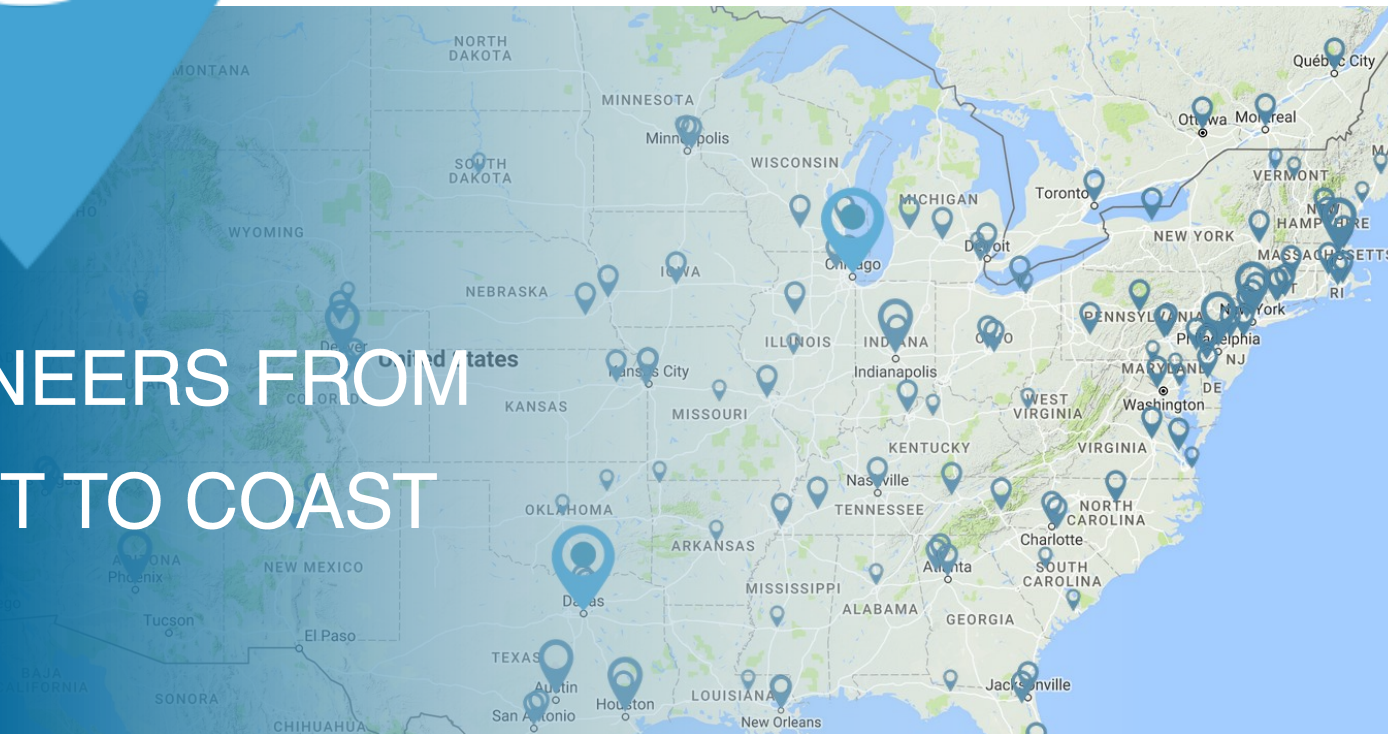 NORTH
DAKOTA
MONTANA
Québec City
MINNESOTA
Ottawa
Montreal
Minneapolis
WISCONSIN
SOUTH
DAKOTA
VERMONT
Toronto
MICHIGAN
WYOMING
NEW
HAMPSHIRE
NEW YORK
Detroit
MASSACHUSETTS
Chicago
IOWA
NEBRASKA
RI
New York
PENNSYLVANIA
ILLINOIS
INDIANA
OHIO
Philadelphia
Denver
United States
NJ
NEERS FROM
Kansas City
Indianapolis
MARYLAND
DE
COLORADO
KANSAS
MISSOURI
WEST
VIRGINIA
Washington
KENTUCKY
VIRGINIA
Nashville
T TO COAST
OKLAHOMA
TENNESSEE
NORTH
CAROLINA
Charlotte
ARKANSAS
ARIZONA
Phoenix
NEW MEXICO
Atlanta
SOUTH
CAROLINA
MISSISSIPPI
Dallas
ALABAMA
GEORGIA
Tucson
El Paso
TEXAS
BAJA
CALIFORNIA
SONORA
Austin
Houston
LOUISIANA
Jacksonville
San Antonio
New Orleans
CHIHUAHUA